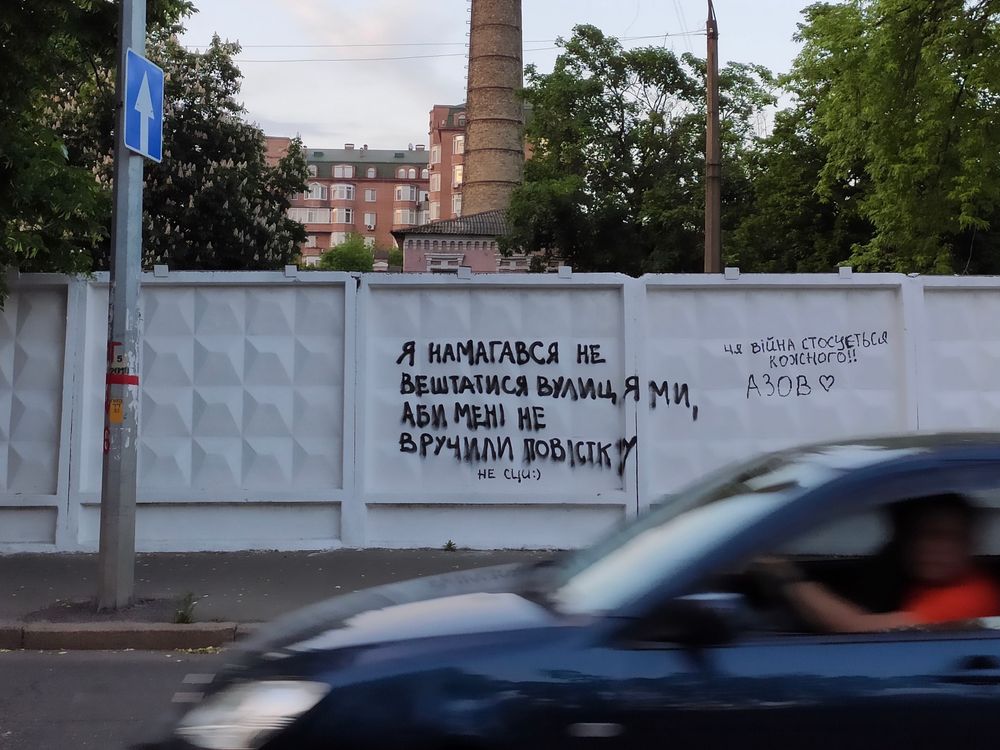 Я НАМАГАВСЯ НЕ
ВЕШТАТИСЯ ВУЛИЦЯМИ,
АБИ МЕНІ НЕ
ВРУЧИЛИ ПОВІСТКУ
НЕ СЦИ:)
ЦЯ ВІЙНА СТОСУЄТЬСЯ
КОЖНОГО!!
АЗОВ♡